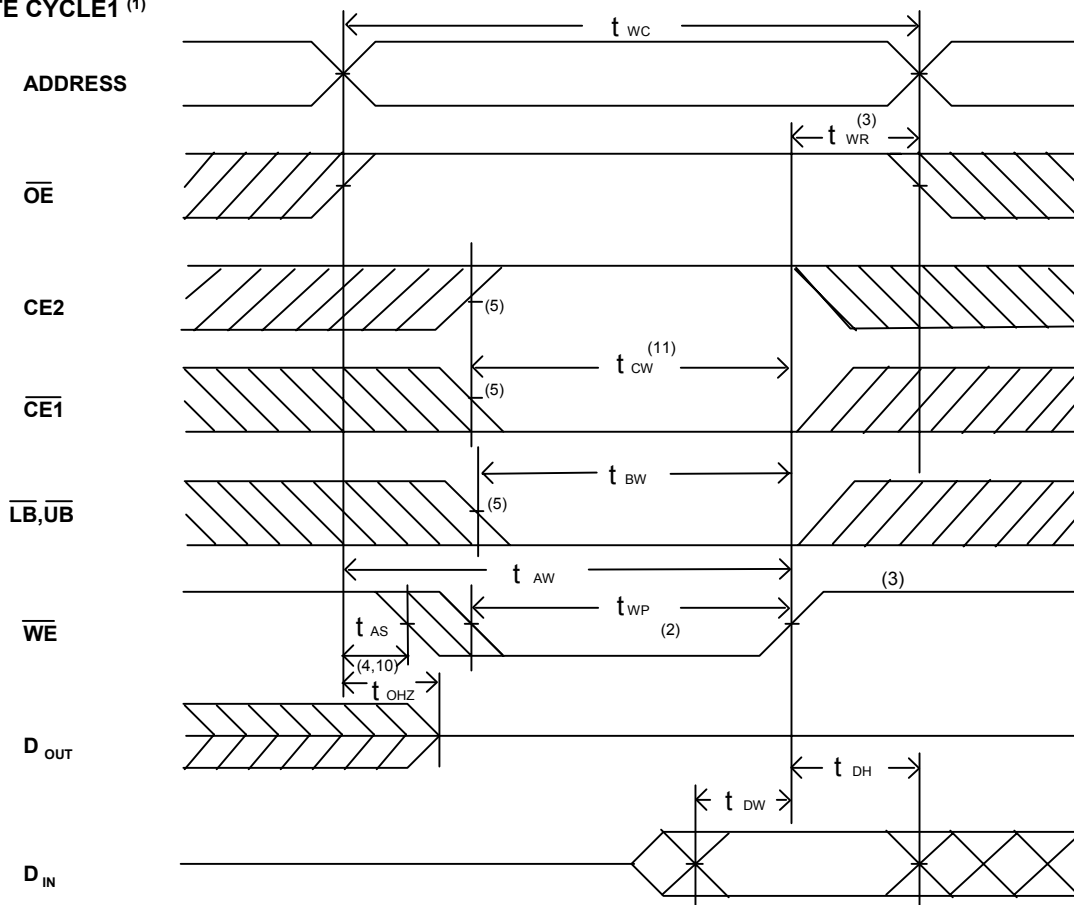 TE CYCLE1 (1)
t WC
ADDRESS
t WR (3)
OE
CE2
(5)
t CW (11)
CE1
(5)
t BW
LB,UB
(5)
t AW
(3)
WE
t AS
t WP
(2)
(4,10)
t OHZ
D OUT
t DH
t DW
D IN